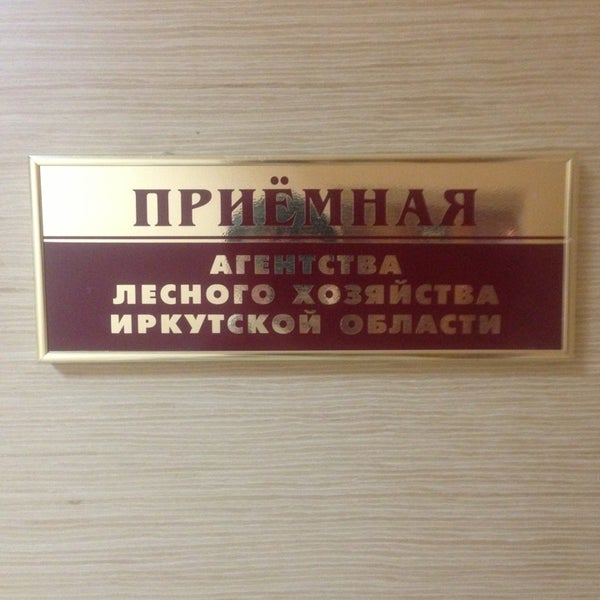 ПРИЁМНАЯ
АГЕНТСТВА
ЛЕСНОГО ХОЗЯЙСТВА
ИРКУТСКОЙ ОБЛАСТИ